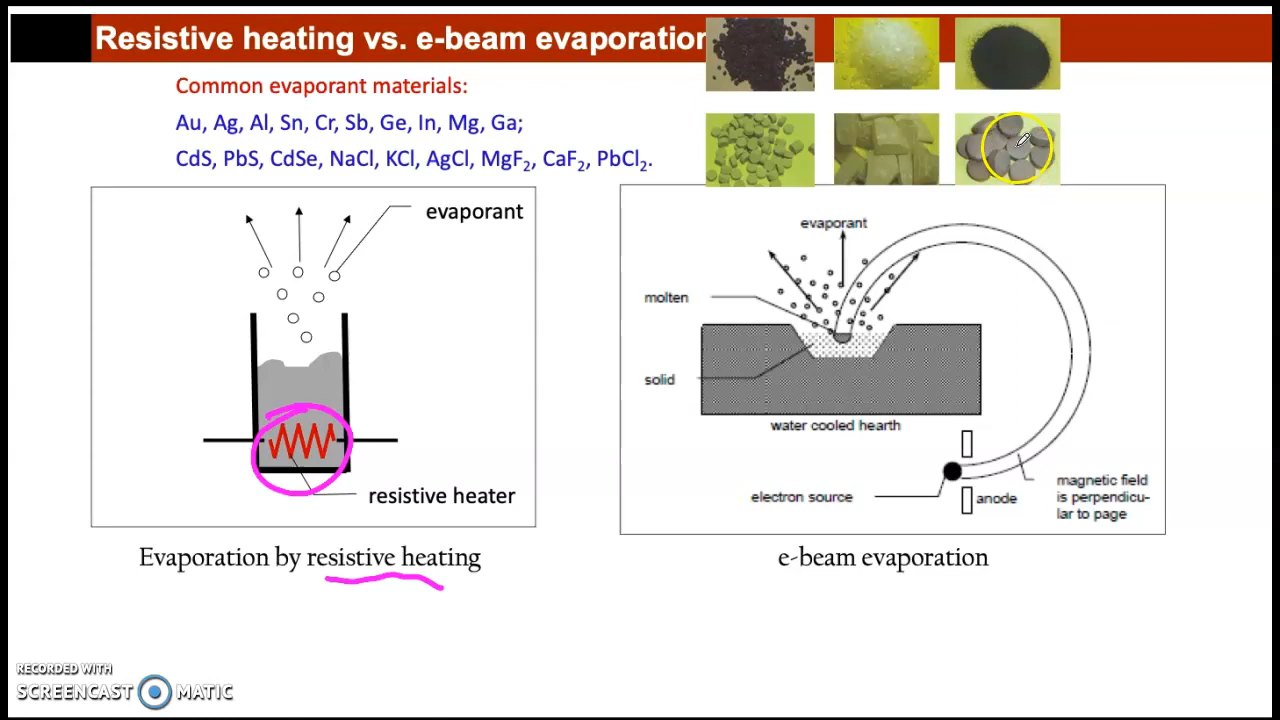 Resistive heating vs. e-beam evaporation
Common evaporant materials:
Au, Ag, Al, Sn, Cr, Sb, Ge, In, Mg, Ga;
CdS, PbS, CdSe, NaCl, KCl, AgCl, MgF₂, CaF₂, PbCl₂.
evaporant
resistive heater
Evaporation by resistive heating
evaporant
molten
solid
water cooled hearth
electron source
anode
magnetic field
is perpendicu-
lar to page
e-beam evaporation
RECORDED WITH
SCREENCAST MATIC